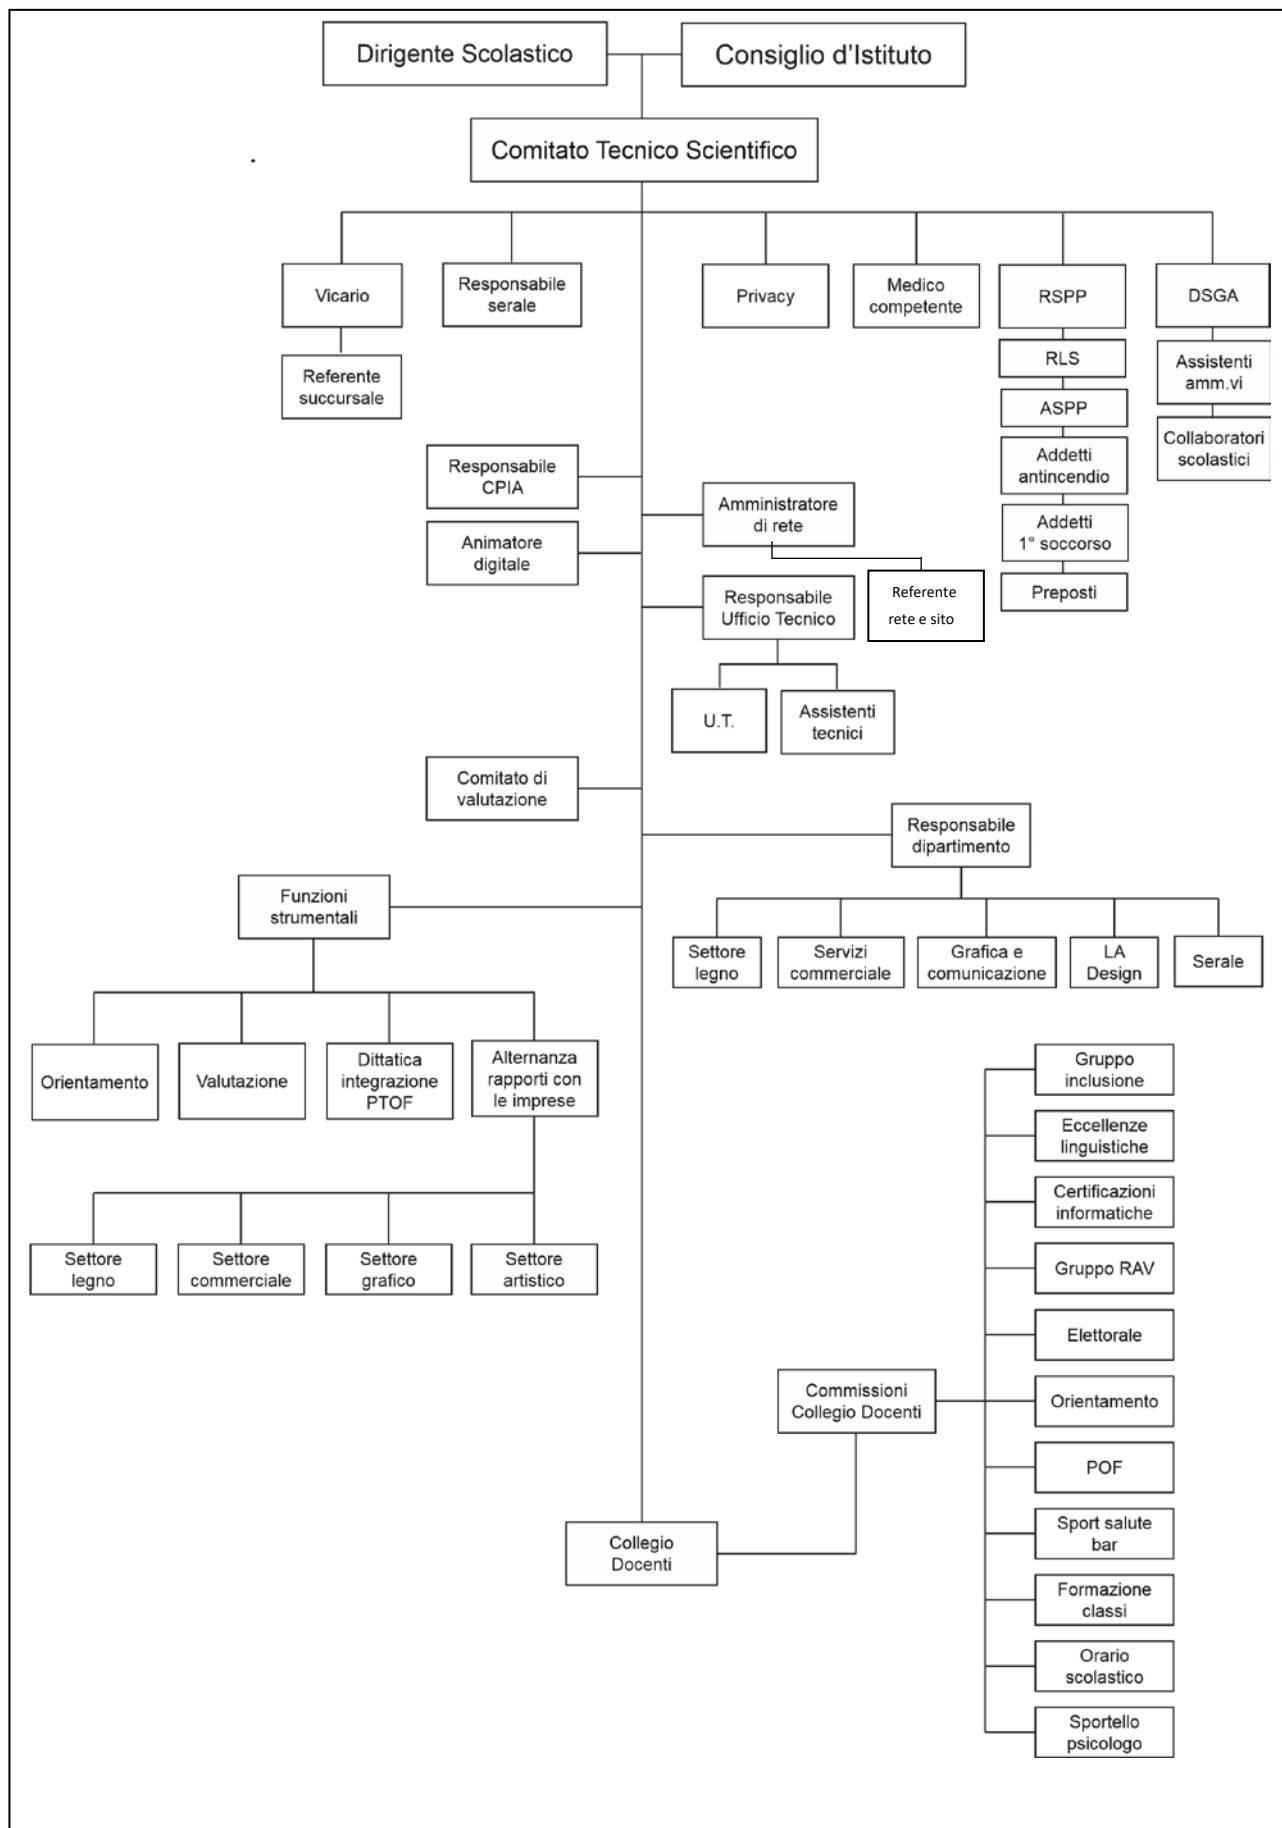 Dirigente Scolastico
Consiglio d'Istituto
Comitato Tecnico Scientifico
Vicario
Responsabile
serale
Privacy
Medico
competente
RSPP
DSGA
Referente
succursale
RLS
ASPP
Addetti
antincendio
Addetti
1° soccorso
Preposti
Assistenti
amm.vi
Collaboratori
scolastici
Responsabile
CPIA
Animatore
digitale
Amministratore
di rete
Referente
rete e sito
Responsabile
Ufficio Tecnico
U.T.
Assistenti
tecnici
Comitato di
valutazione
Responsabile
dipartimento
Settore
legno
Servizi
commerciale
Grafica e
comunicazione
LA
Design
Serale
Funzioni
strumentali
Orientamento
Valutazione
Dittatica
integrazione
PTOF
Alternanza
rapporti con
le imprese
Settore
legno
Settore
commerciale
Settore
grafico
Settore
artistico
Collegio
Docenti
Commissioni
Collegio Docenti
Gruppo
inclusione
Eccellenze
linguistiche
Certificazioni
informatiche
Gruppo RAV
Elettorale
Orientamento
POF
Sport salute
bar
Formazione
classi
Orario
scolastico
Sportello
psicologo